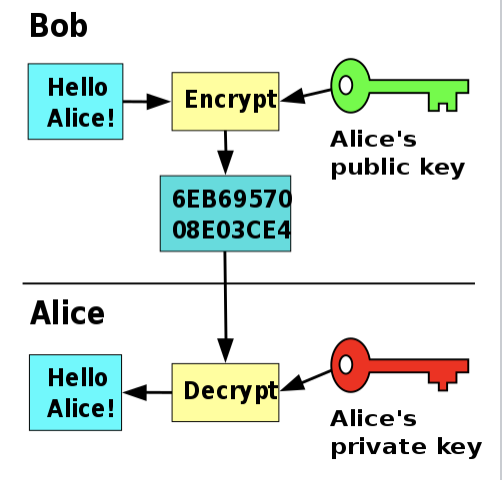 Bob
Hello
Alice!
Encrypt
Alice's
public key
6EB69570
08E03CE4
Alice
Hello
Alice!
Decrypt
Alice's
private key